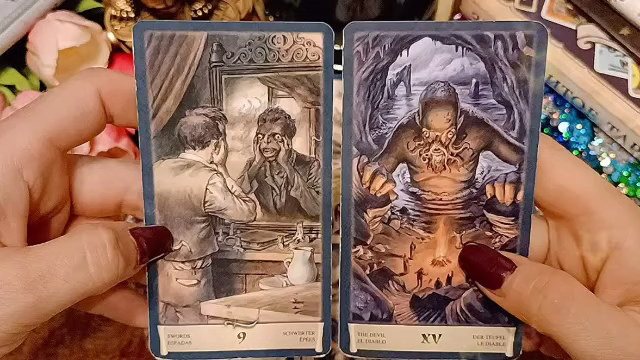 SWORDS
ESPADAS
9
SCHWERTER
ÉPÉES
THE DEVIL
EL DIABLO
XV
DER TEUFEL
LE DIABLE